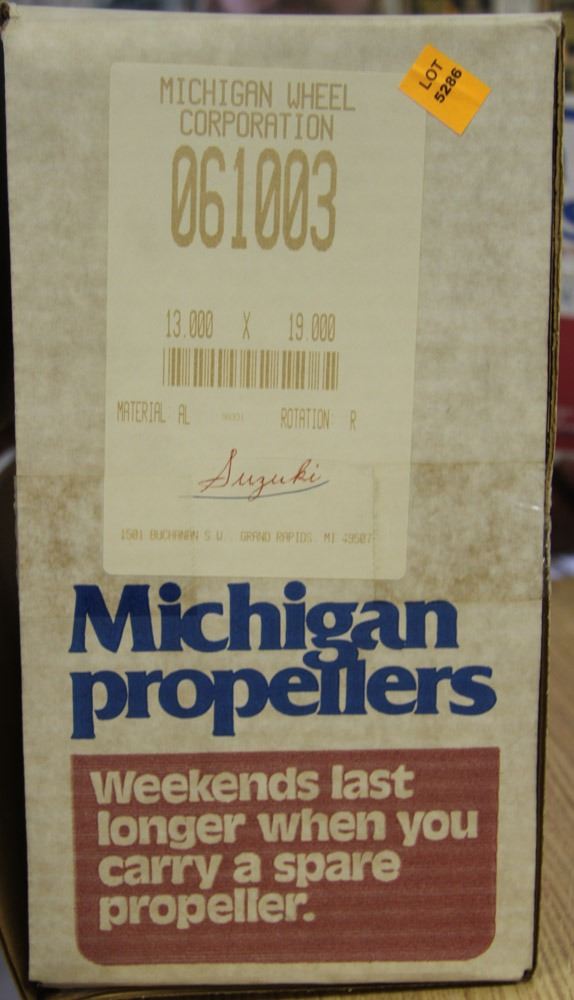 LOT
5286
MICHIGAN WHEEL
CORPORATION
061003
13.000 X 19.000
MATERIAL: AL ROTATION: R
Suzuki
1501 BUCHANAN S.W., GRAND RAPIDS, MI 49507
Michigan
propellers
Weekends last
longer when you
carry a spare
propeller.